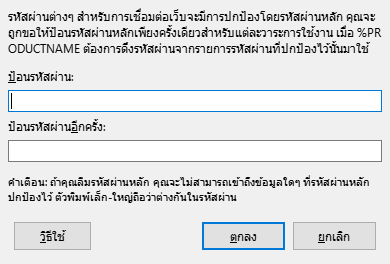 รหัสผ่านต่างๆ สำหรับการเชื่อมต่อเว็บจะมีการปกป้องโดยรหัสผ่านหลัก คุณจะ
ถูกขอให้ป้อนรหัสผ่านหลักเพียงครั้งเดียวสำหรับแต่ละวาระการใช้งาน เมื่อ %PR
ODUCTNAME ต้องการดึงรหัสผ่านจากรายการรหัสผ่านที่ปกป้องไว้นั้นมาใช้
ป้อนรหัสผ่าน:
ป้อนรหัสผ่านอีกครั้ง:
คำเตือน: ถ้าคุณลืมรหัสผ่านหลัก คุณจะไม่สามารถเข้าถึงข้อมูลใดๆ ที่รหัสผ่านหลัก
ปกป้องไว้ ตัวพิมพ์เล็ก-ใหญ่ถือว่าต่างกันในรหัสผ่าน
วิธีใช้ ตกลง ยกเลิก